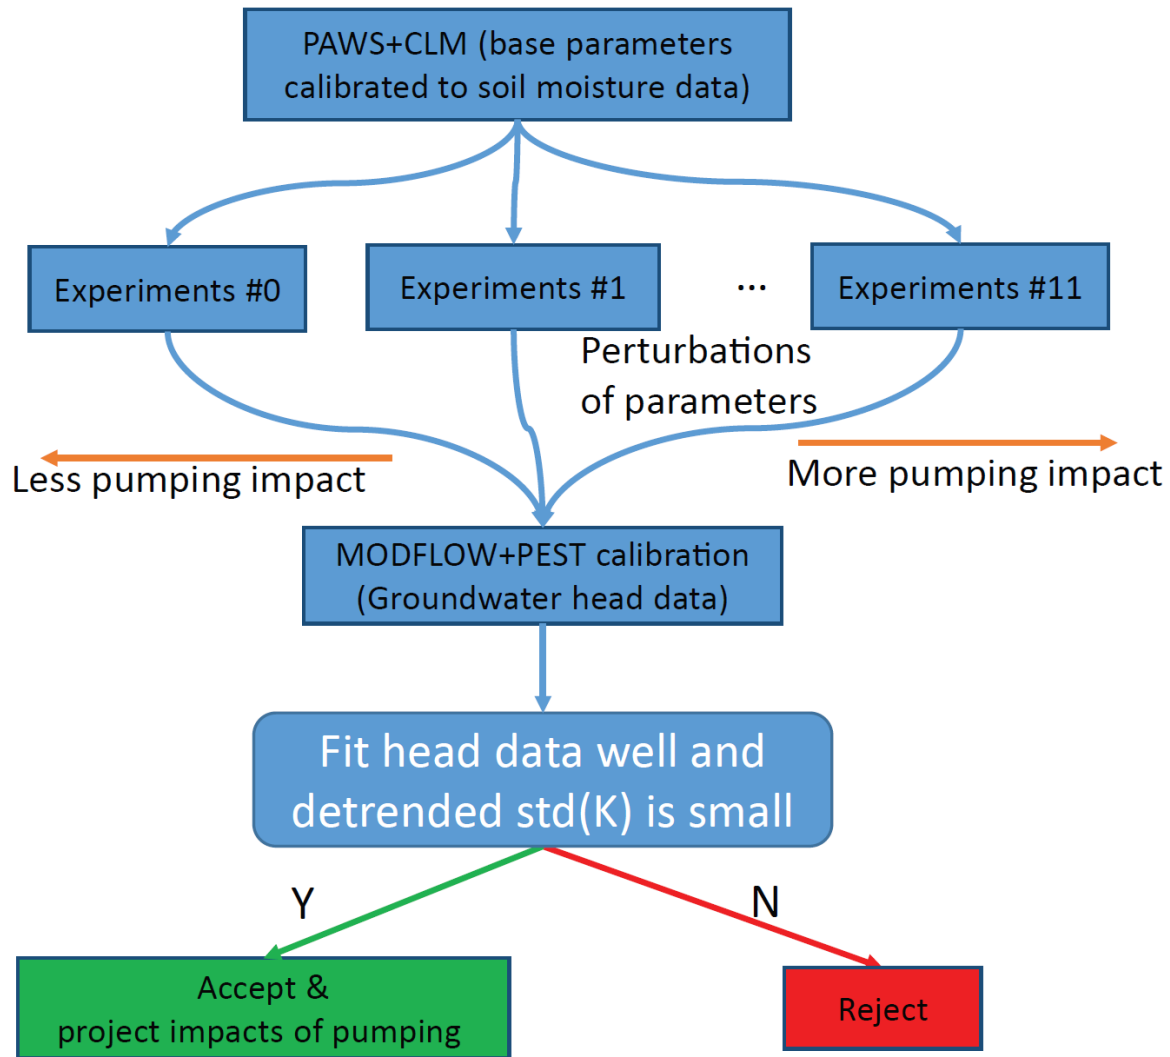 PAWS+CLM (base parameters
calibrated to soil moisture data)
Experiments #0
Experiments #1
...
Experiments #11
Perturbations
of parameters
Less pumping impact
More pumping impact
MODFLOW+PEST calibration
(Groundwater head data)
Fit head data well and
detrended std(K) is small
Y
N
Accept &
project impacts of pumping
Reject